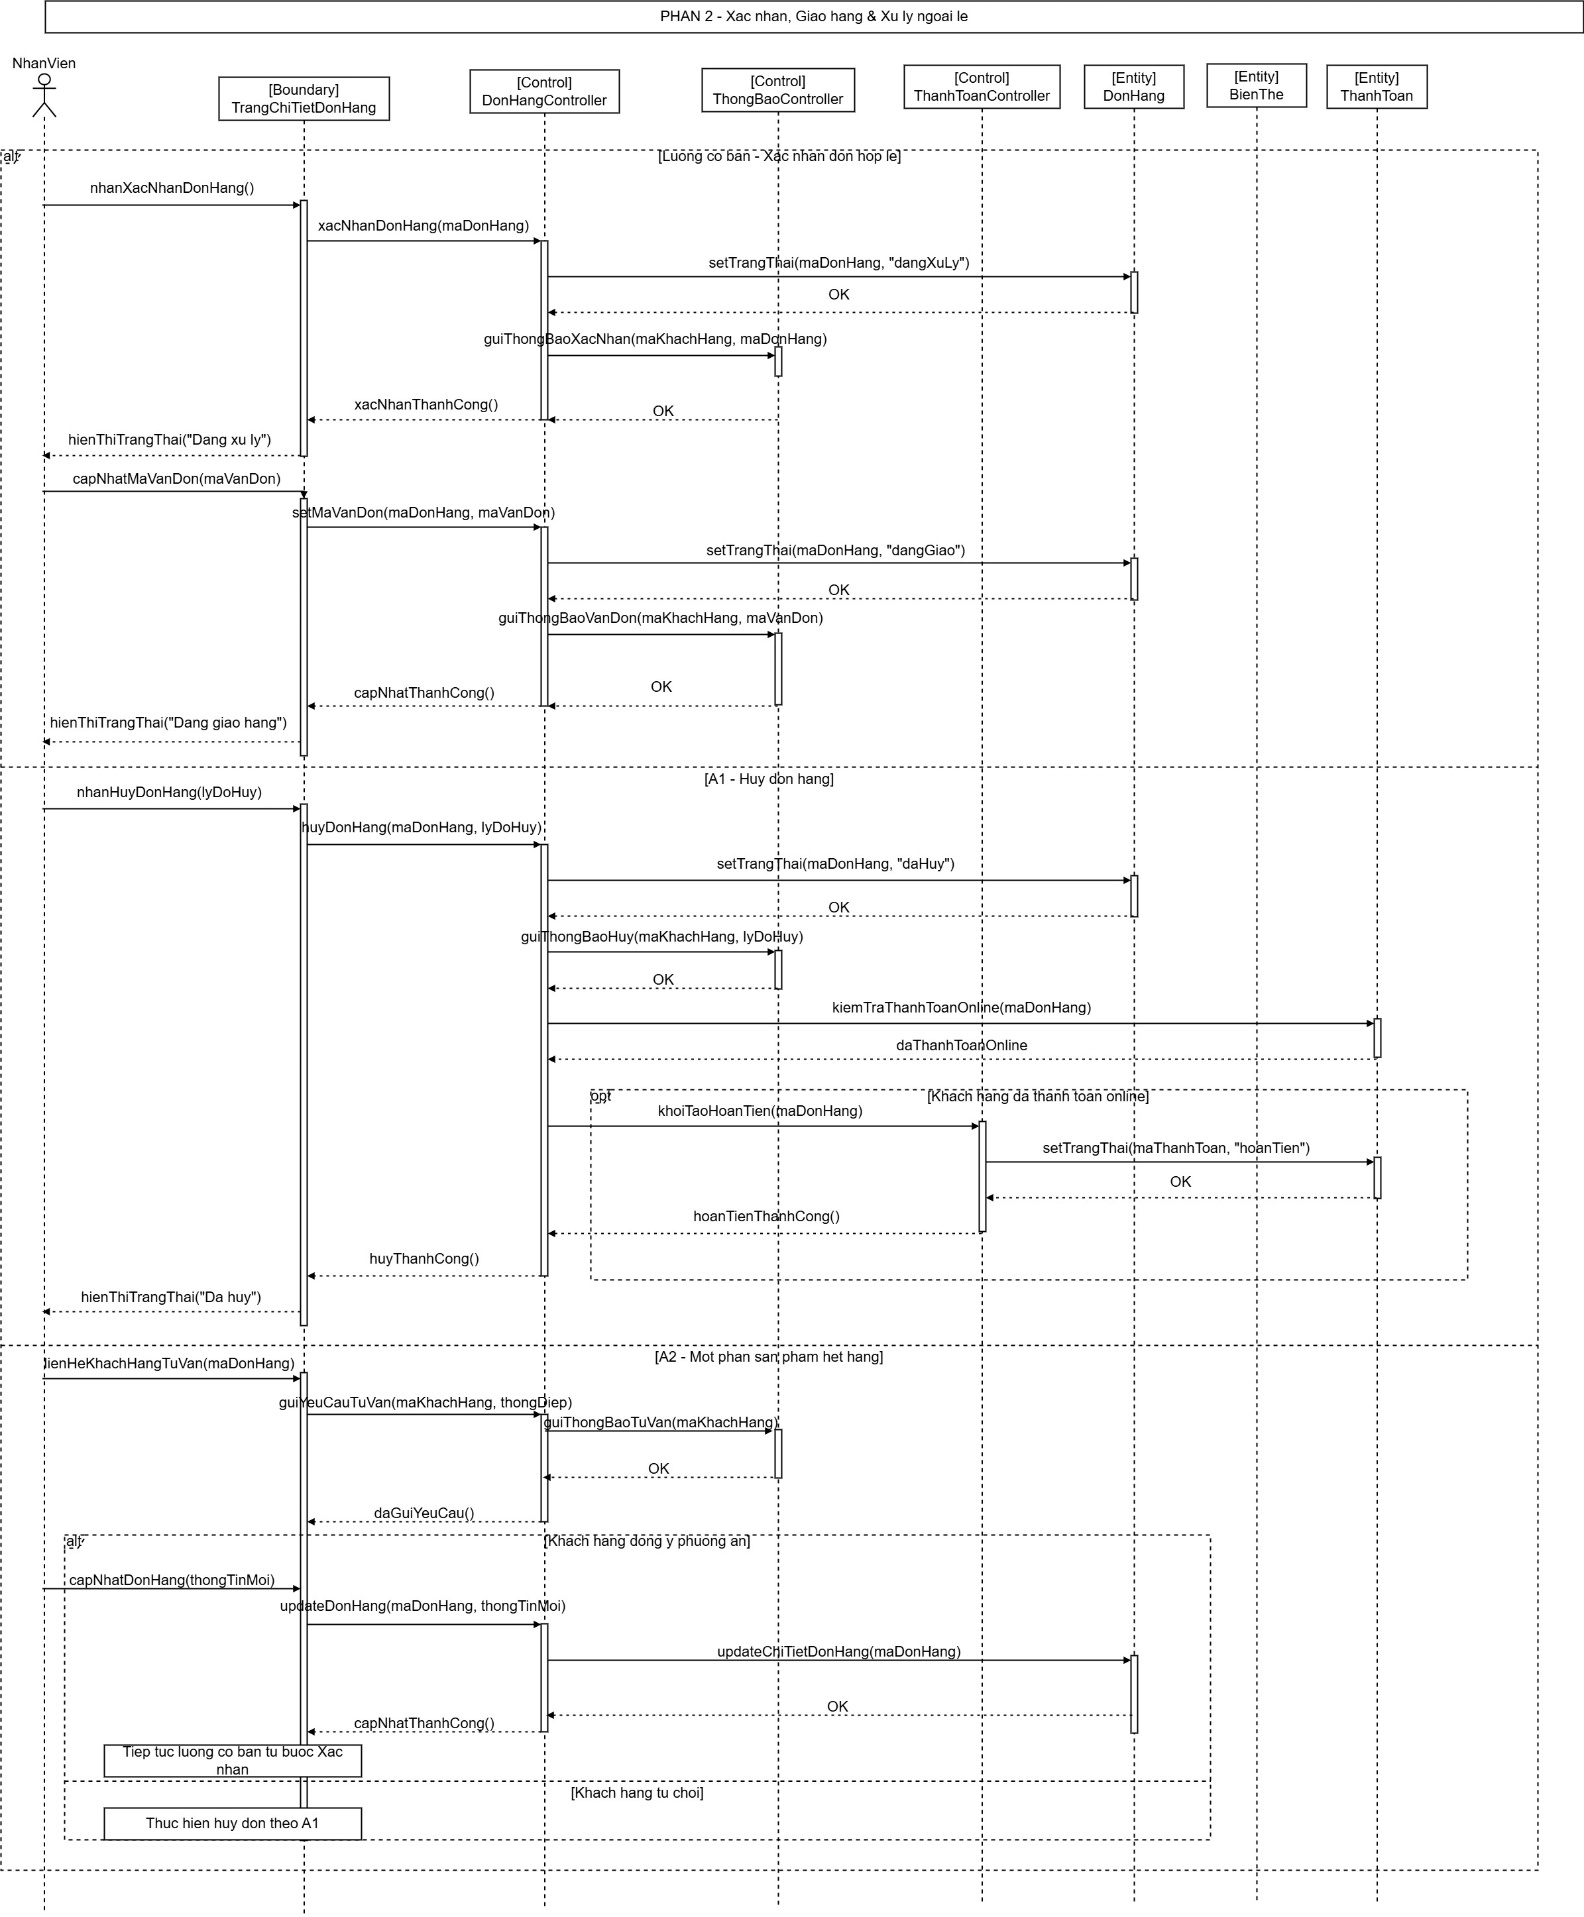 PHAN 2 - Xac nhan, Giao hang & Xu ly ngoai le
NhanVien
[Boundary]
TrangChiTietDonHang
[Control]
DonHangController
[Control]
ThongBaoController
[Control]
ThanhToanController
[Entity]
DonHang
[Entity]
BienThe
[Entity]
ThanhToan
alt
[Luong co ban - Xac nhan don hop le]
nhanXacNhanDonHang()
xacNhanDonHang(maDonHang)
setTrangThai(maDonHang, "dangXuLy")
OK
guiThongBaoXacNhan(maKhachHang, maDonHang)
xacNhanThanhCong()
OK
hienThiTrangThai("Dang xu ly")
capNhatMaVanDon(maVanDon)
setMaVanDon(maDonHang, maVanDon)
setTrangThai(maDonHang, "dangGiao")
OK
guiThongBaoVanDon(maKhachHang, maVanDon)
OK
capNhatThanhCong()
hienThiTrangThai("Dang giao hang")
[A1 - Huy don hang]
nhanHuyDonHang(lyDoHuy)
huyDonHang(maDonHang, lyDoHuy)
setTrangThai(maDonHang, "daHuy")
OK
guiThongBaoHuy(maKhachHang, lyDoHuy)
OK
kiemTraThanhToanOnline(maDonHang)
daThanhToanOnline
opt
[Khach hang da thanh toan online]
khoiTaoHoanTien(maDonHang)
setTrangThai(maThanhToan, "hoanTien")
OK
hoanTienThanhCong()
huyThanhCong()
hienThiTrangThai("Da huy")
[A2 - Mot phan san pham het hang]
lienHeKhachHangTuVan(maDonHang)
guiYeuCauTuVan(maKhachHang, thongDiep)
guiThongBaoTuVan(maKhachHang)
OK
daGuiYeuCau()
alt
[Khach hang dong y phuong an]
capNhatDonHang(thongTinMoi)
updateDonHang(maDonHang, thongTinMoi)
updateChiTietDonHang(maDonHang)
OK
capNhatThanhCong()
Tiep tuc luong co ban tu buoc Xac
nhan
[Khach hang tu choi]
Thuc hien huy don theo A1